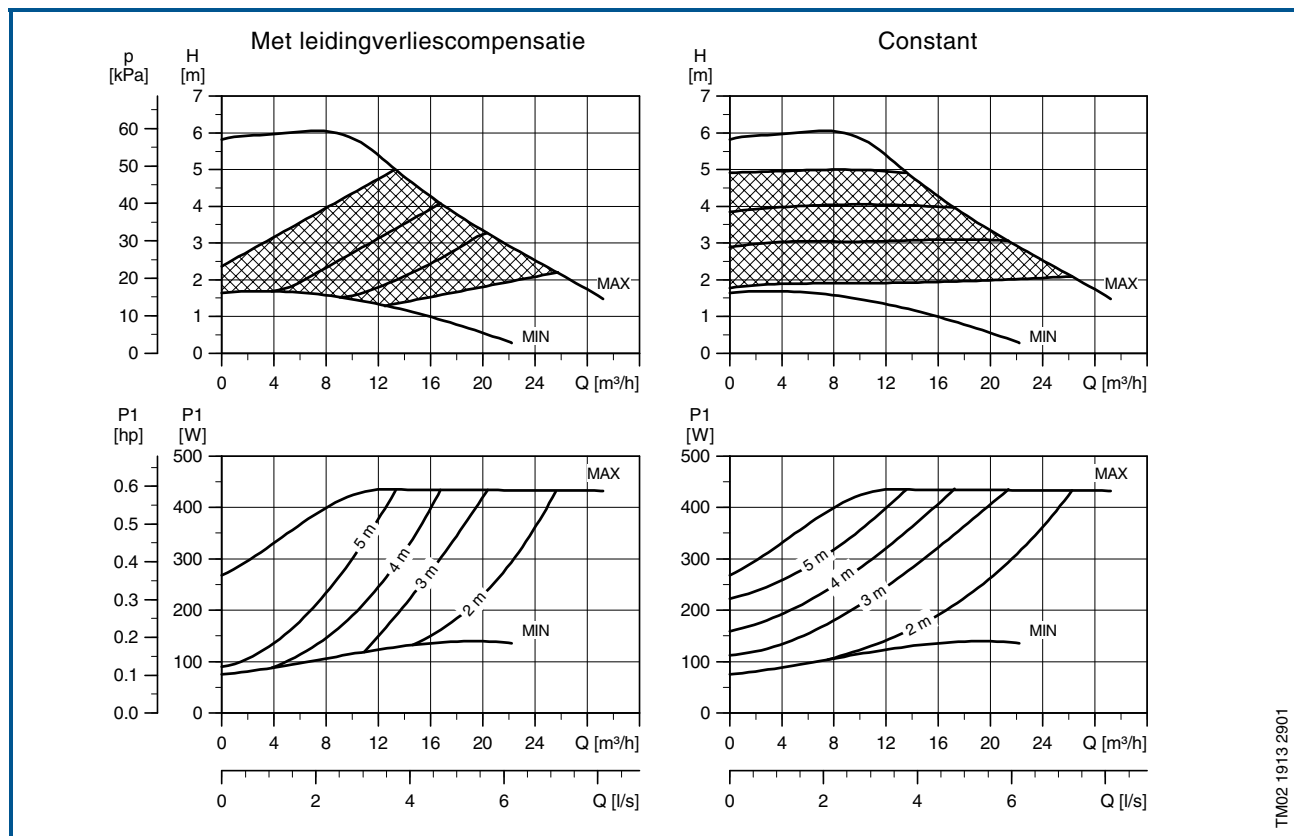 Met leidingverliescompensatie
Constant
p
[kPa]
H
[m]
H
[m]
7
6
5
4
3
2
1
0
60
50
40
30
20
10
0
MAX
MIN
0 4 8 12 16 20 24 Q [m³/h]
7
6
5
4
3
2
1
0
MAX
MIN
0 4 8 12 16 20 24 Q [m³/h]
P1
[hp]
P1
[W]
P1
[W]
0.6
0.5
0.4
0.3
0.2
0.1
0.0
500
400
300
200
100
0
MAX
5 m
4 m
3 m
2 m
MIN
0 4 8 12 16 20 24 Q [m³/h]
0 2 4 6 Q [l/s]
500
400
300
200
100
0
MAX
5 m
4 m
3 m
2 m
MIN
0 4 8 12 16 20 24 Q [m³/h]
0 2 4 6 Q [l/s]
TM02 1913 2901